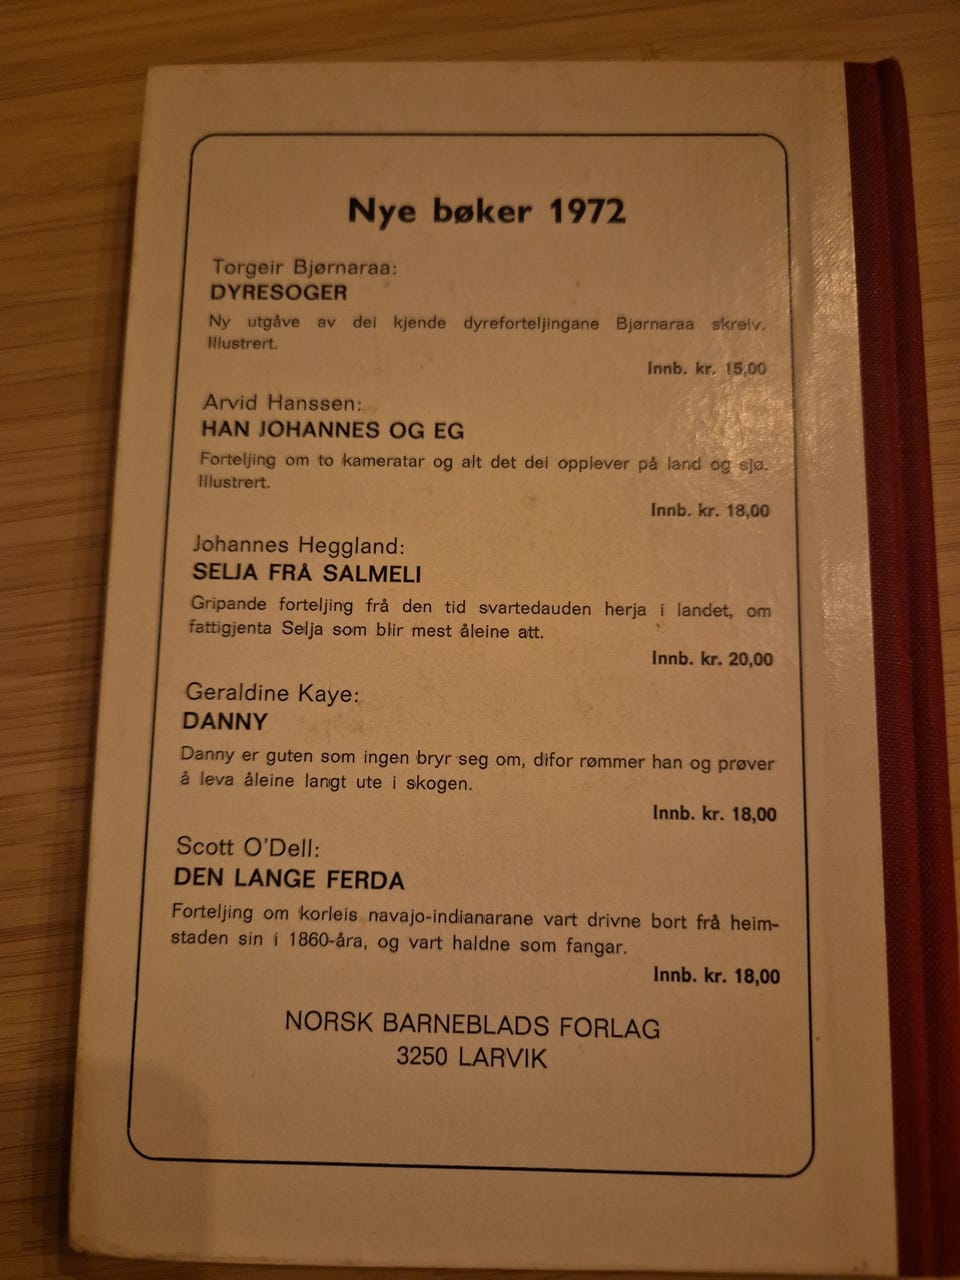 Nye bøker 1972
Torgeir Bjørnaraa:
DYRESOGER
Ny utgåve av dei kjende dyreforteljingane Bjørnaraa skreiv.
Illustrert.
Innb. kr. 15,00
Arvid Hanssen:
HAN JOHANNES OG EG
Forteljing om to kameratar og alt det dei opplever på land og sjø.
Illustrert.
Innb. kr. 18,00
Johannes Heggland:
SELJA FRÅ SALMELI
Gripande forteljing frå den tid svartedauden herja i landet, om
fattigjenta Selja som blir mest åleine att.
Innb. kr. 20,00
Geraldine Kaye:
DANNY
Danny er guten som ingen bryr seg om, difor rømmer han og prøver
å leva åleine langt ute i skogen.
Innb. kr. 18,00
Scott O'Dell:
DEN LANGE FERDA
Forteljing om korleis navajo-indianarane vart drivne bort frå heim-
staden sin i 1860-åra, og vart haldne som fangar.
Innb. kr. 18,00
NORSK BARNEBLADS FORLAG
3250 LARVIK